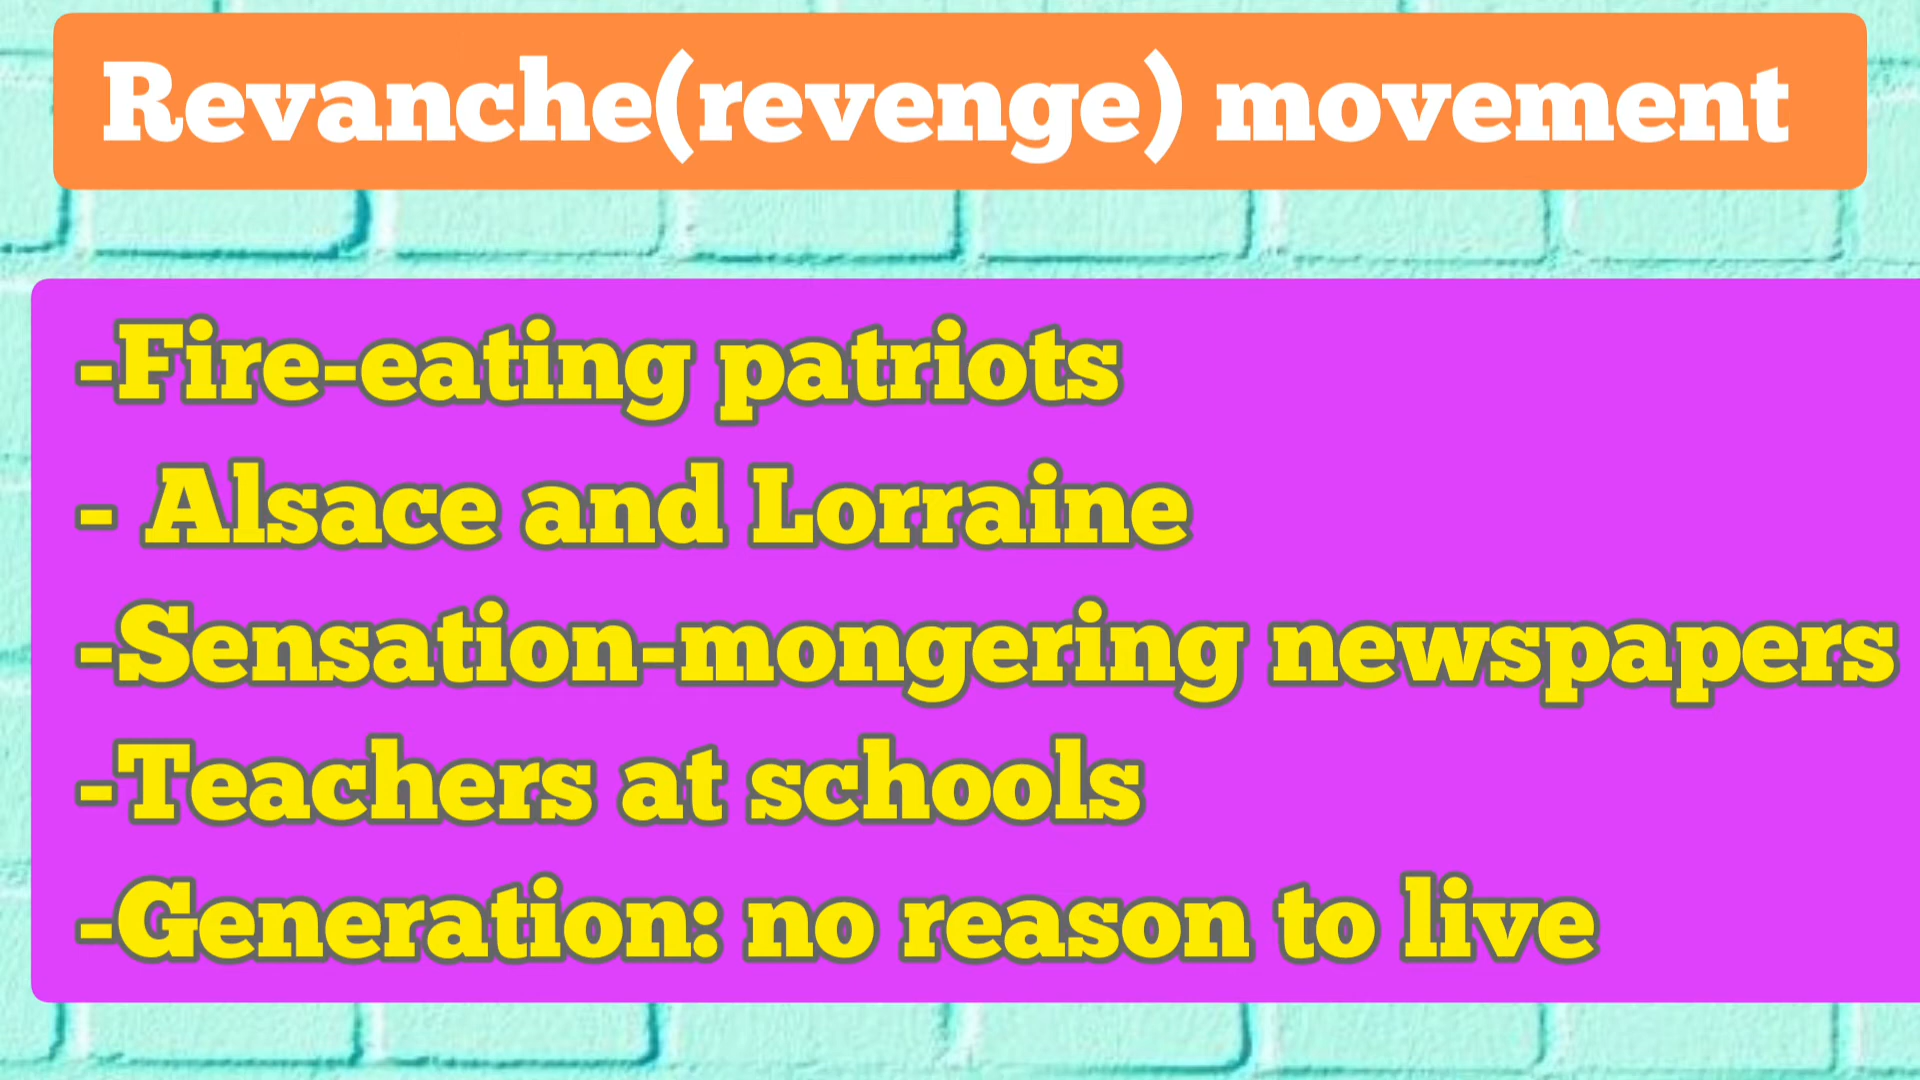 Revanche(revenge) movement
-Fire-eating patriots
- Alsace and Lorraine
-Sensation-mongering newspapers
-Teachers at schools
-Generation: no reason to live